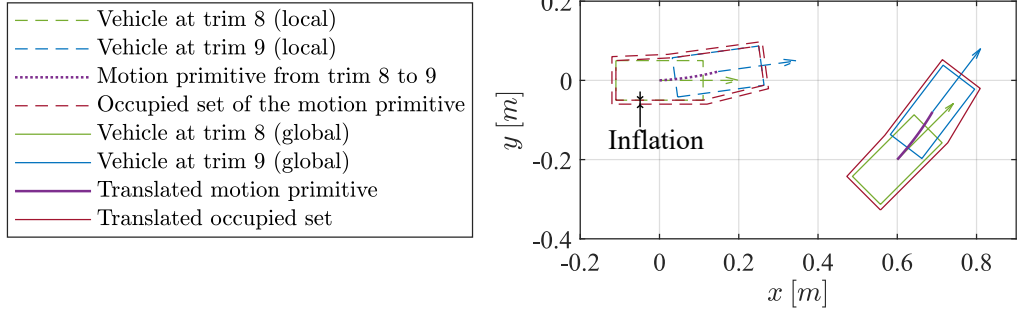 Vehicle at trim 8 (local)
Vehicle at trim 9 (local)
Motion primitive from trim 8 to 9
Occupied set of the motion primitive
Vehicle at trim 8 (global)
Vehicle at trim 9 (global)
Translated motion primitive
Translated occupied set
0.2
0
-0.2
-0.4
y [m]
Inflation
-0.2 0 0.2 0.4 0.6 0.8
x [m]